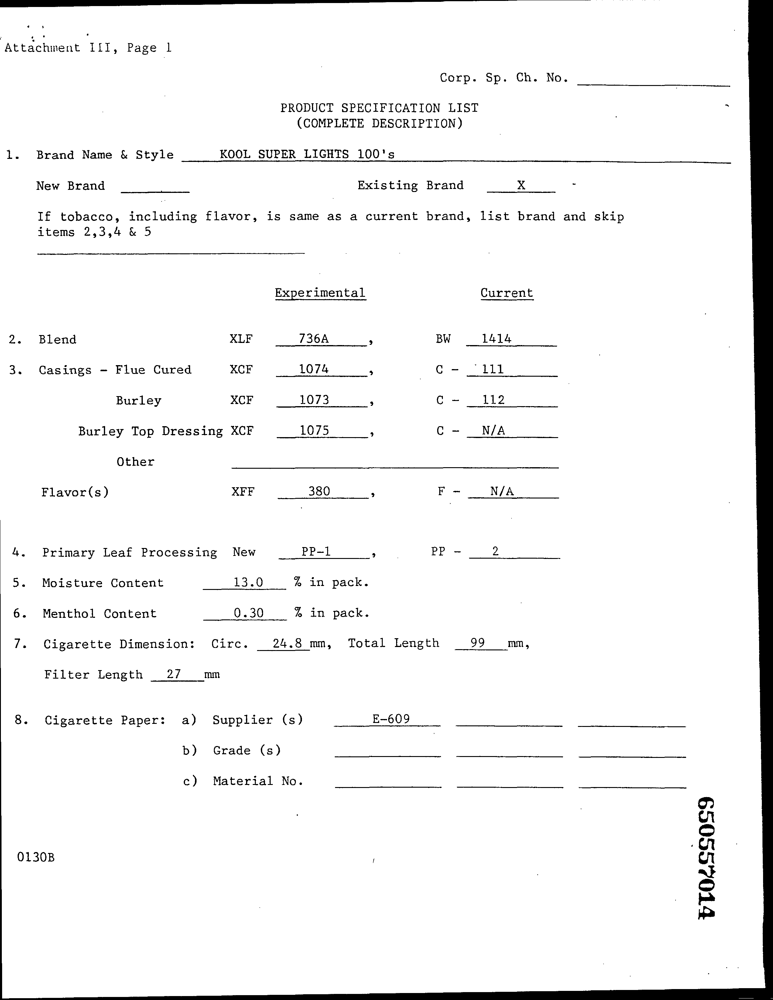 Attachment III, Page 1
Corp. Sp. Ch. No. ____
PRODUCT SPECIFICATION LIST
(COMPLETE DESCRIPTION)
1. Brand Name & Style KOOL SUPER LIGHTS 100's
New Brand ____ Existing Brand X
If tobacco, including flavor, is same as a current brand, list brand and skip
items 2,3,4 & 5
Experimental Current
2. Blend XLF 736A, BW 1414
3. Casings - Flue Cured XCF 1074, C - 111
Burley XCF 1073, C - 112
Burley Top Dressing XCF 1075, C - N/A
Other ____
Flavor(s) XFF 380, F - N/A
4. Primary Leaf Processing New PP-1, PP - 2
5. Moisture Content 13.0 % in pack.
6. Menthol Content 0.30 % in pack.
7. Cigarette Dimension: Circ. 24.8 mm, Total Length 99 mm,
Filter Length 27 mm
8. Cigarette Paper: a) Supplier (s) E-609
b) Grade (s)
c) Material No.
0130B
650557014